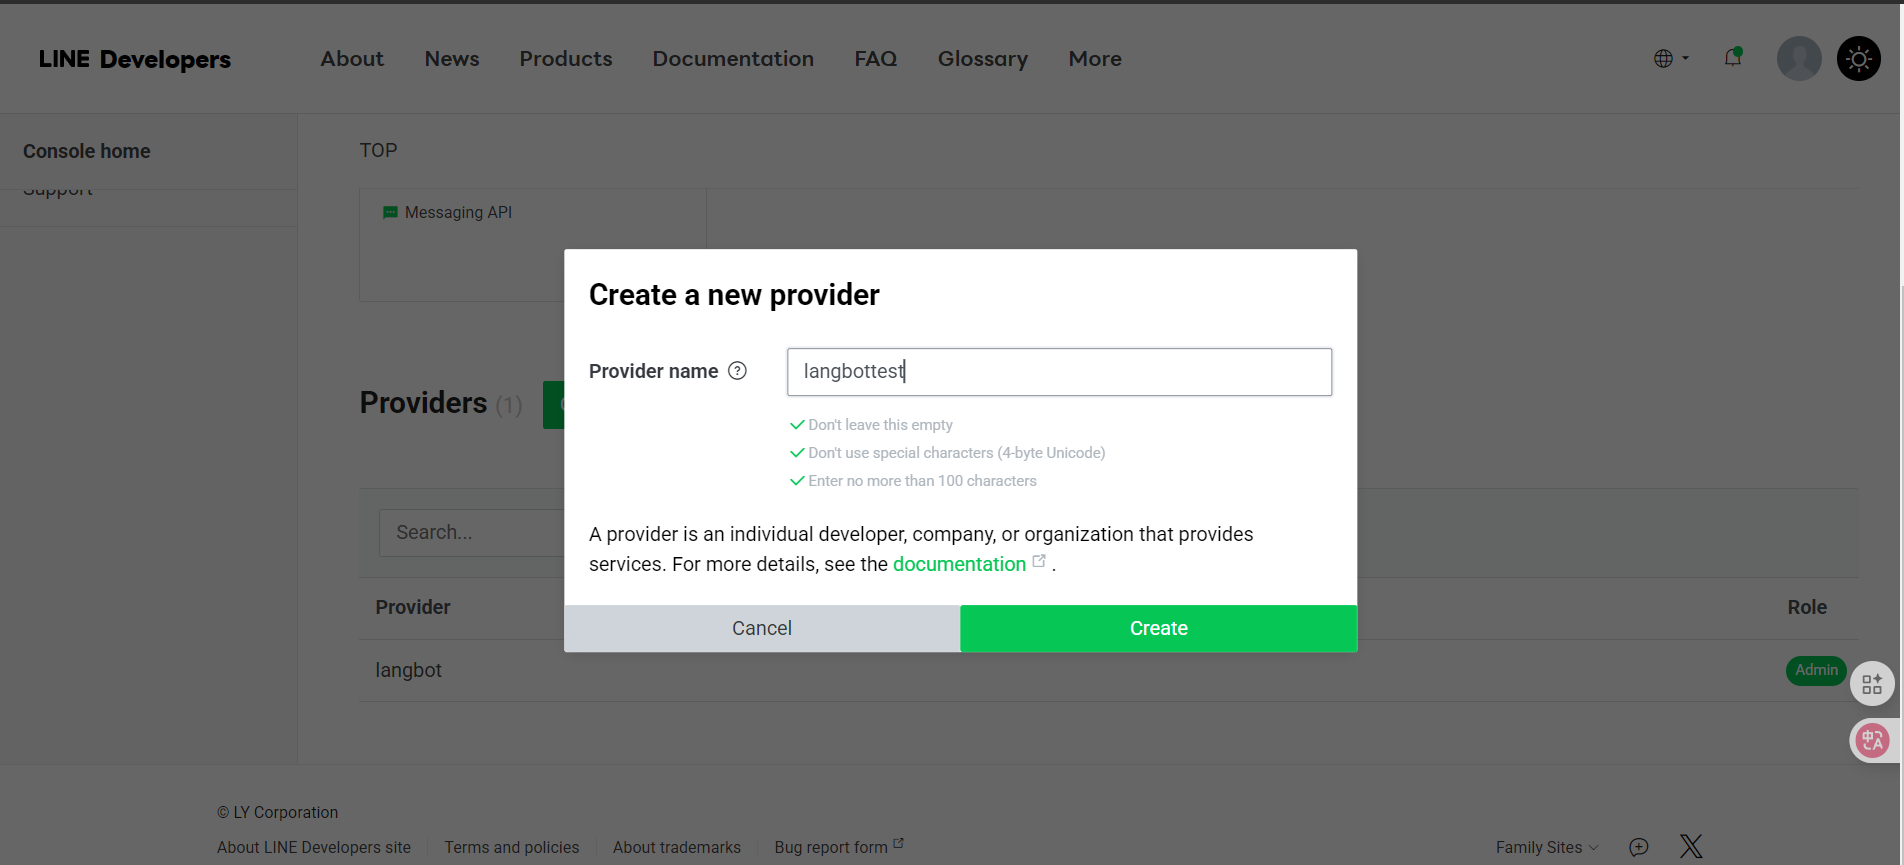 LINE Developers
About
News
Products
Documentation
FAQ
Glossary
More
Console home
Support
TOP
Messaging API
Create a new provider
Provider name
langbottest
Don't leave this empty
Don't use special characters (4-byte Unicode)
Enter no more than 100 characters
A provider is an individual developer, company, or organization that provides
services. For more details, see the documentation .
Cancel
Create
Providers (1)
Search...
Provider
Role
langbot
Admin
中A
© LY Corporation
About LINE Developers site
Terms and policies
About trademarks
Bug report form
Family Sites